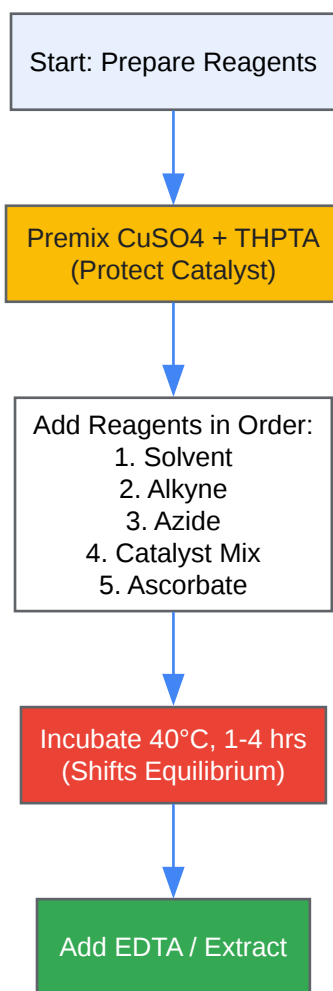 Start: Prepare Reagents
Premix CuSO4 + THPTA
(Protect Catalyst)
Add Reagents in Order:
1. Solvent
2. Alkyne
3. Azide
4. Catalyst Mix
5. Ascorbate
Incubate 40°C, 1-4 hrs
(Shifts Equilibrium)
Add EDTA / Extract